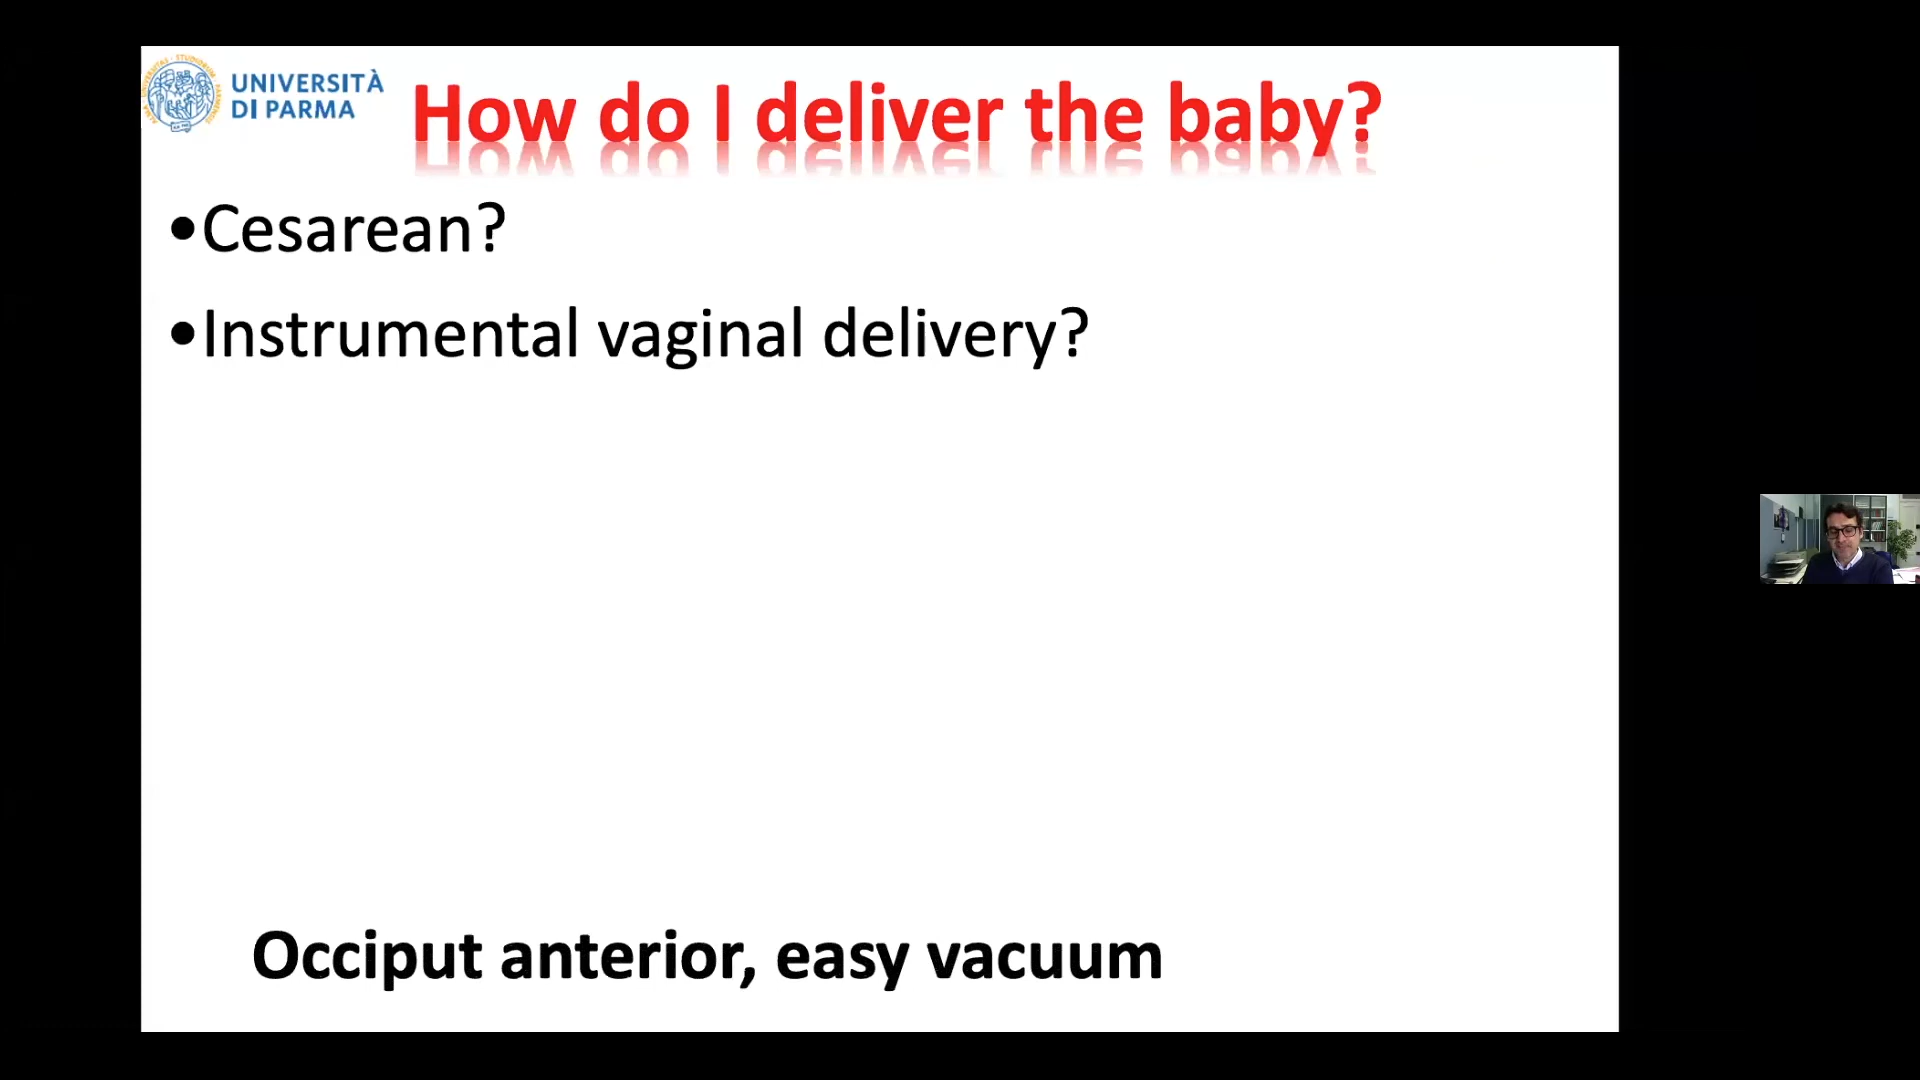 UNIVERSITÀ
DI PARMA
How do I deliver the baby?
•Cesarean?
•Instrumental vaginal delivery?
Occiput anterior, easy vacuum